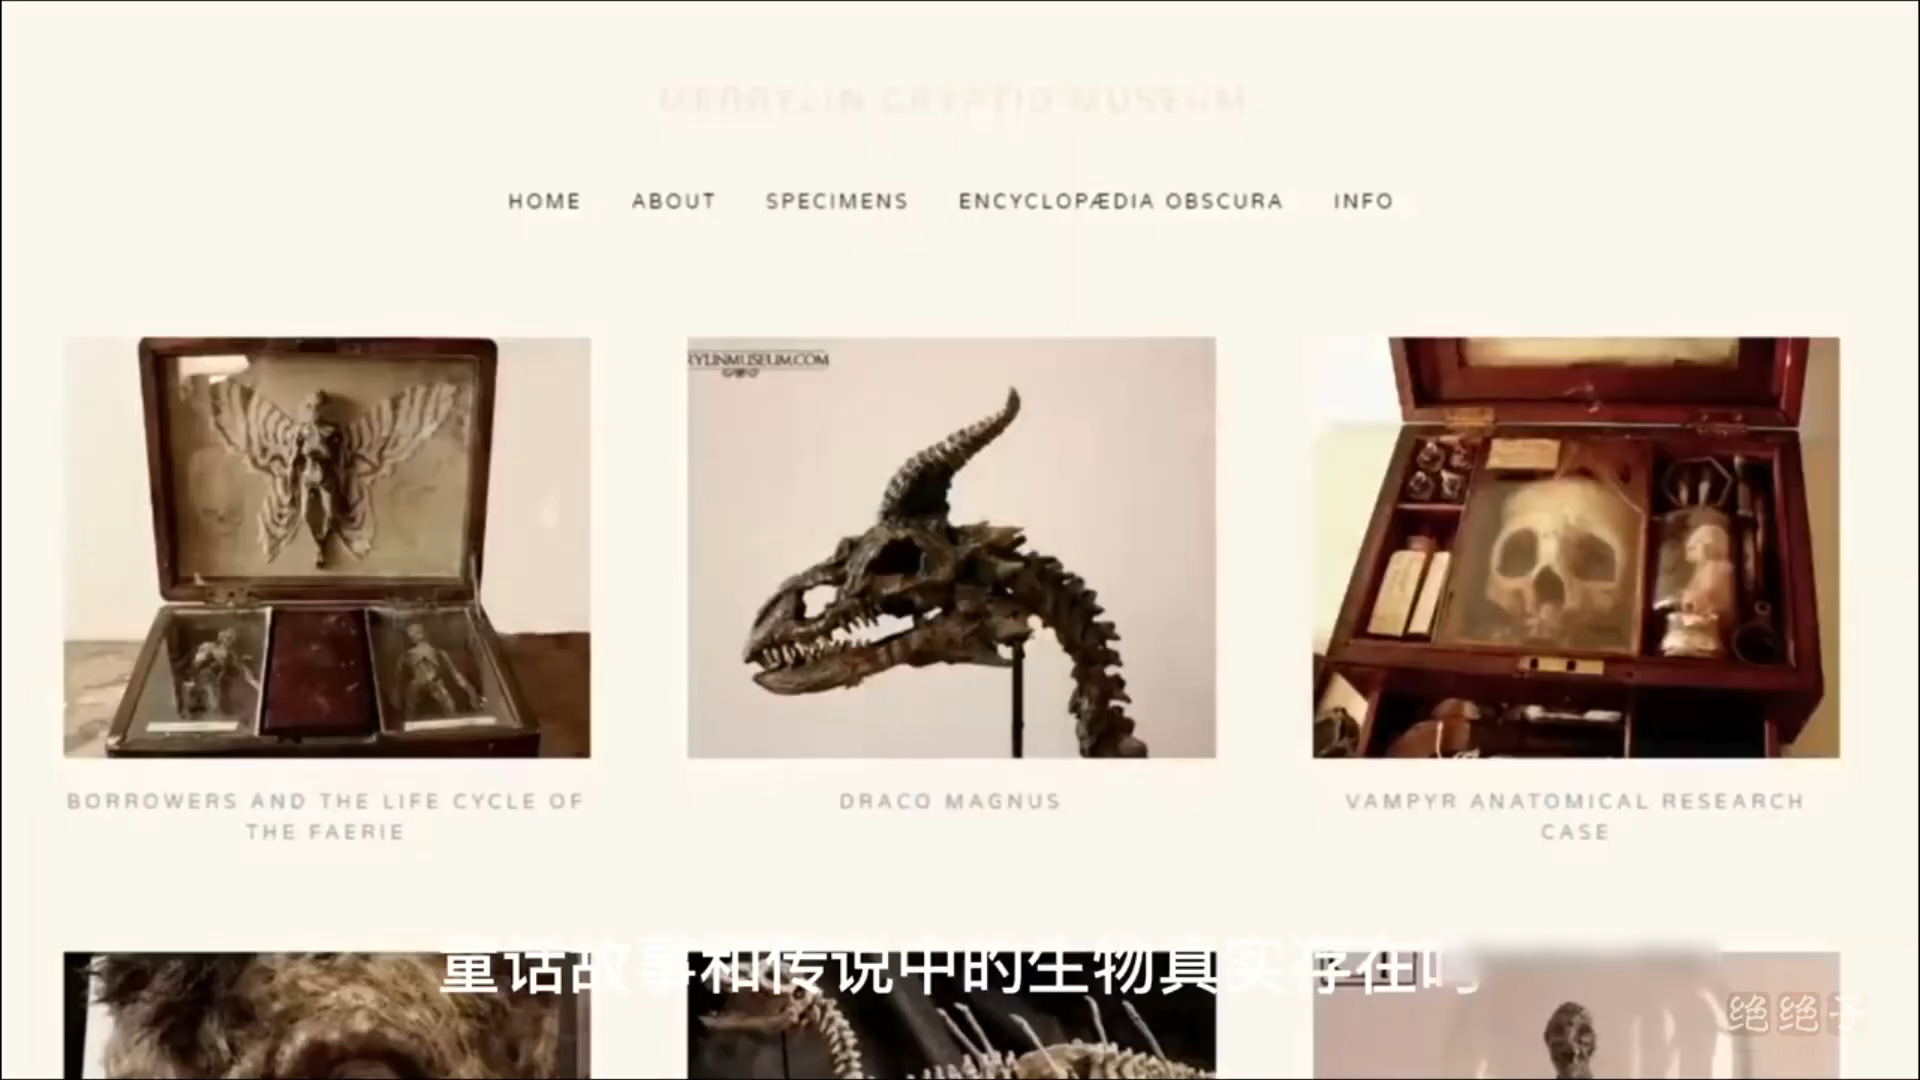 MERRYLIN CRYPTID MUSEUM
HOME ABOUT SPECIMENS ENCYCLOPÆDIA OBSCURA INFO
RYLINMUSEUM.COM
BORROWERS AND THE LIFE CYCLE OF
THE FAERIE
DRACO MAGNUS
VAMPYR ANATOMICAL RESEARCH
CASE
童话故事和传说中的生物真实存在吗
绝绝子